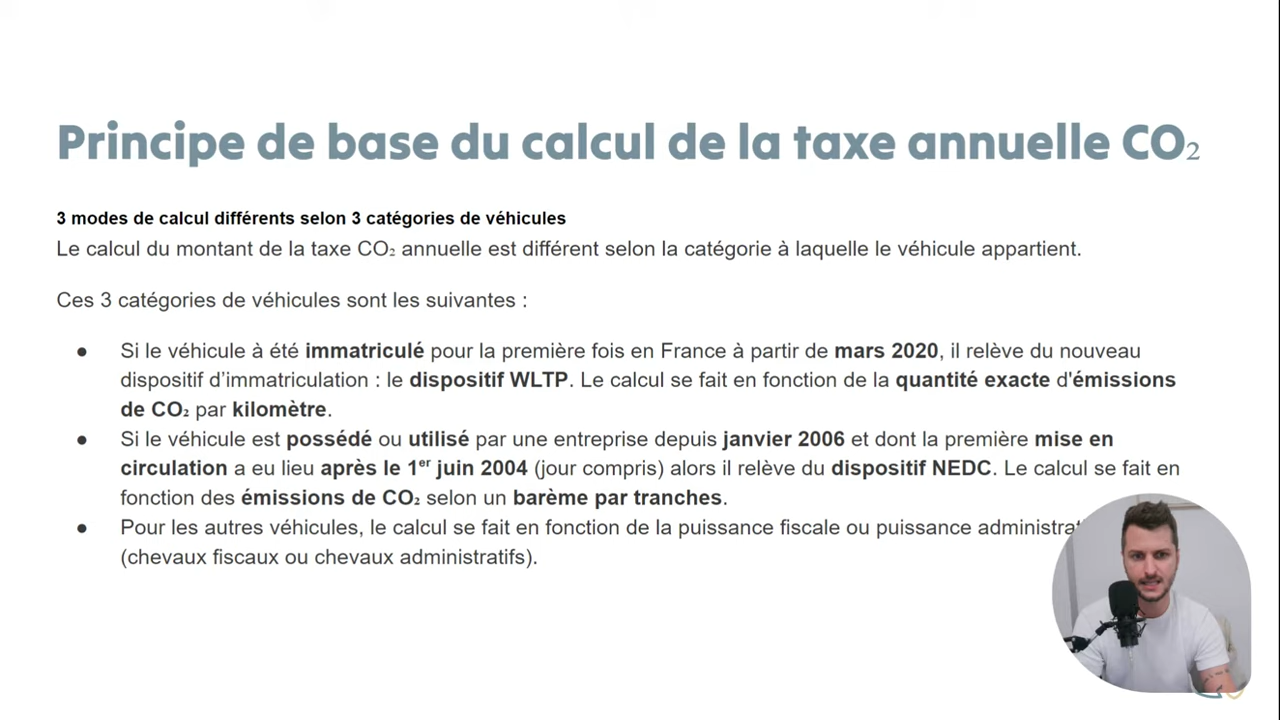 Principe de base du calcul de la taxe annuelle CO₂
3 modes de calcul différents selon 3 catégories de véhicules
Le calcul du montant de la taxe CO₂ annuelle est différent selon la catégorie à laquelle le véhicule appartient.
Ces 3 catégories de véhicules sont les suivantes :
● Si le véhicule à été immatriculé pour la première fois en France à partir de mars 2020, il relève du nouveau
dispositif d'immatriculation : le dispositif WLTP. Le calcul se fait en fonction de la quantité exacte d'émissions
de CO₂ par kilomètre.
● Si le véhicule est possédé ou utilisé par une entreprise depuis janvier 2006 et dont la première mise en
circulation a eu lieu après le 1er juin 2004 (jour compris) alors il relève du dispositif NEDC. Le calcul se fait en
fonction des émissions de CO₂ selon un barème par tranches.
● Pour les autres véhicules, le calcul se fait en fonction de la puissance fiscale ou puissance
(chevaux fiscaux ou chevaux administratifs).